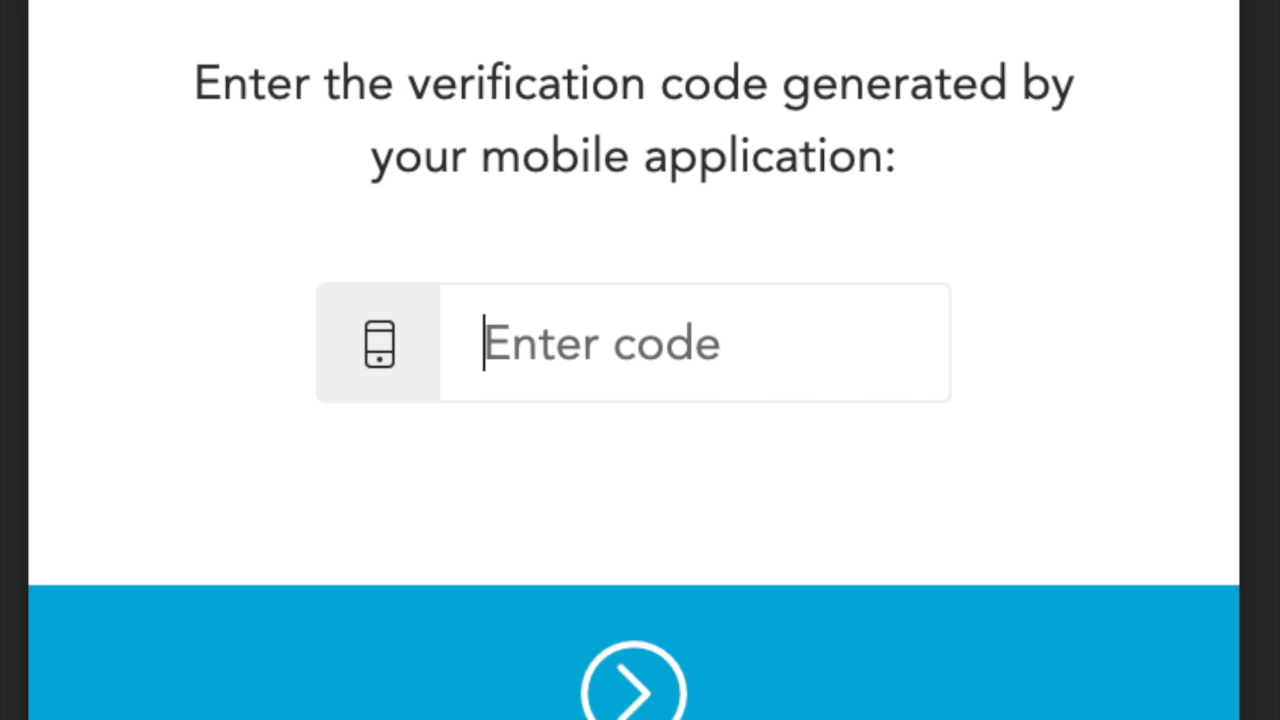 Enter the verification code generated by
your mobile application:
Enter code